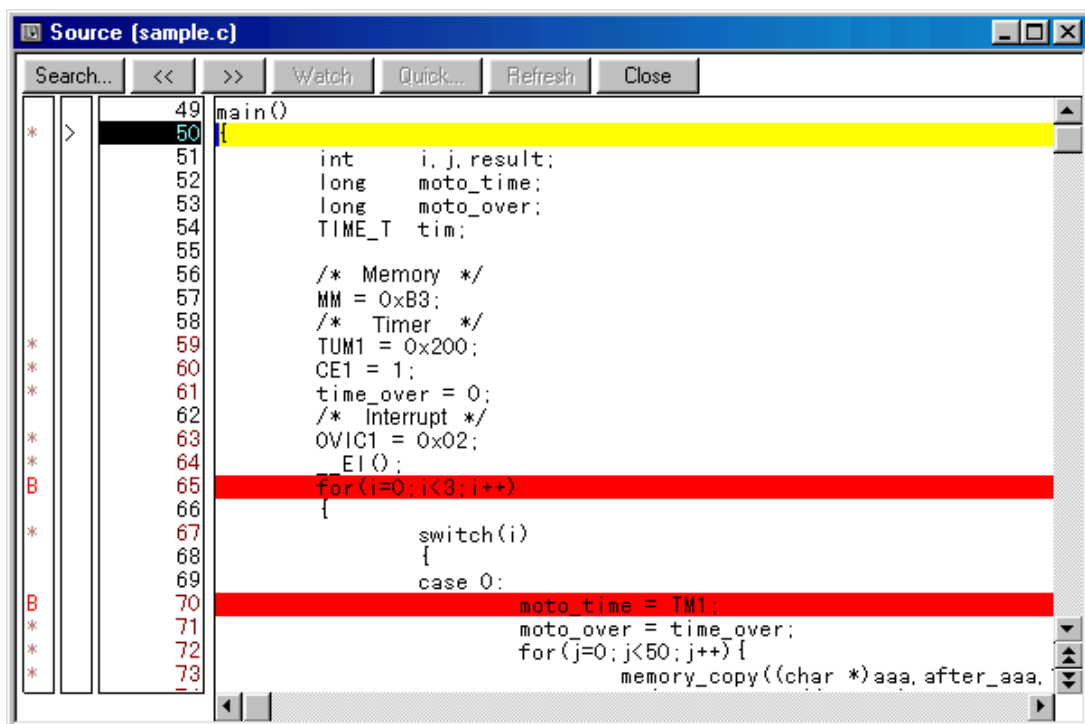 Source (sample.c)
Search... << >> Watch Quick... Refresh Close
49 main()
* > 50 {
51 int i,j,result;
52 long moto_time;
53 long moto_over;
54 TIME_T tim;
55
56 /* Memory */
57 MM = 0xB3;
58 /* Timer */
* 59 TUM1 = 0x200;
* 60 CE1 = 1;
* 61 time_over = 0;
62 /* Interrupt */
* 63 OVIC1 = 0x02;
* 64 __EI();
B 65 for(i=0;i<3;i++)
66 {
* 67 switch(i)
68 {
69 case 0:
B 70 moto_time = TM1;
* 71 moto_over = time_over;
* 72 for(j=0;j<50;j++){
* 73 memory_copy((char *)aaa,after_aaa,